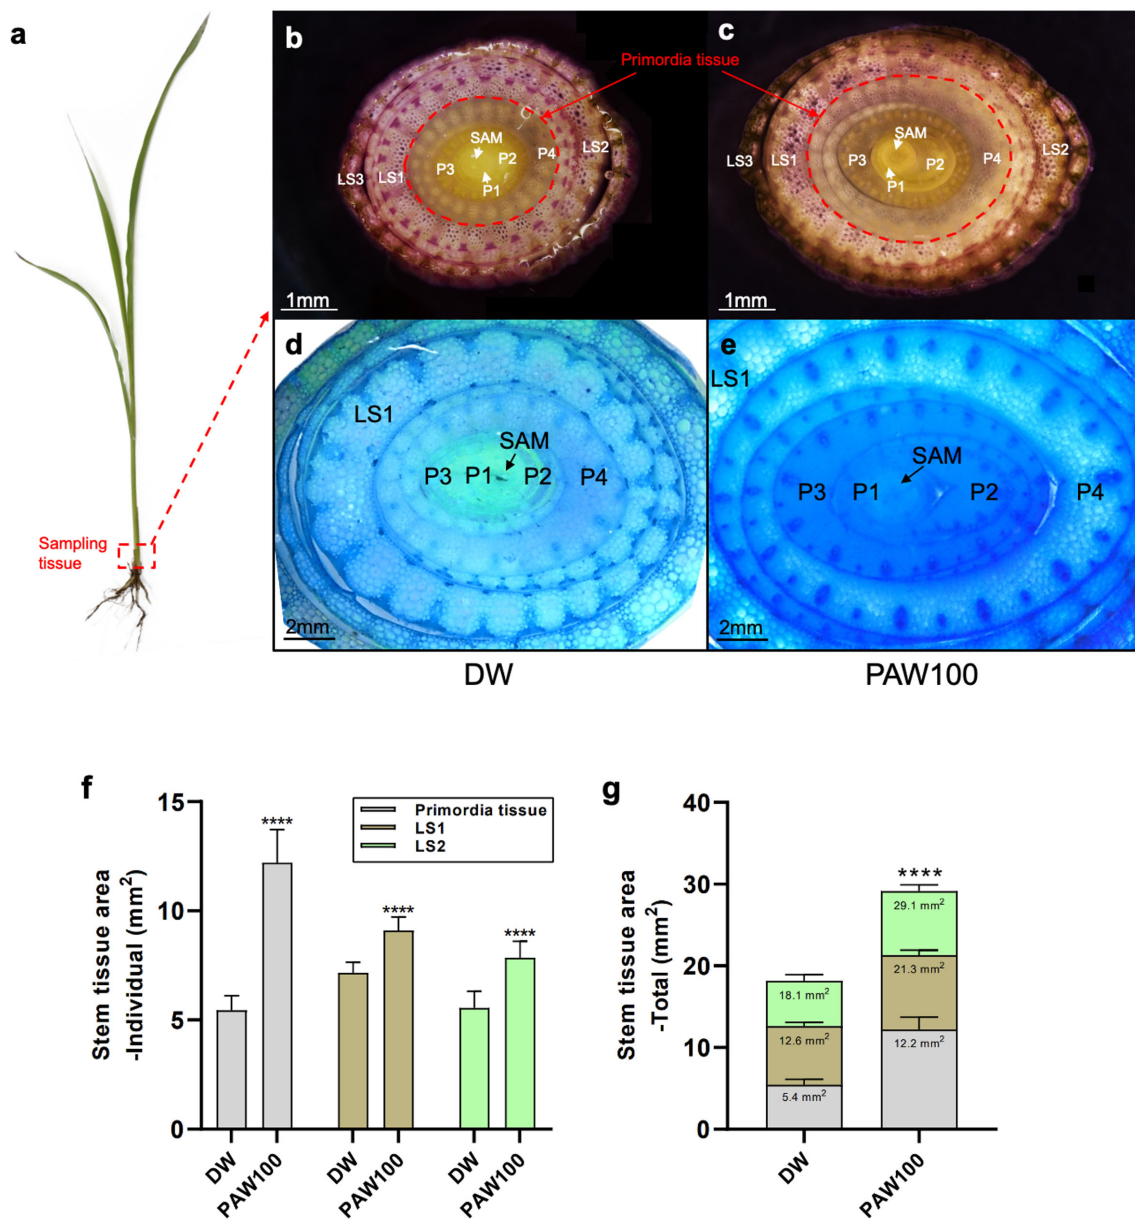 a
Sampling
tissue
b
Primordia tissue
SAM
P2
P4
P3
P1
LS2
LS3
LS1
1mm
c
SAM
P3
P2
P4
P1
LS2
LS3
LS1
1mm
d
LS1
SAM
P3 P1 P2 P4
2mm
e
LS1
SAM
P3 P1 P2 P4
2mm
DW
PAW100
f
Stem tissue area
-Individual (mm²)
15
10
5
0
****
****
****
Primordia tissue
LS1
LS2
DW
PAW100
DW
PAW100
DW
PAW100
g
Stem tissue area
-Total (mm²)
40
30
20
10
0
****
18.1 mm²
12.6 mm²
5.4 mm²
29.1 mm²
21.3 mm²
12.2 mm²
DW
PAW100